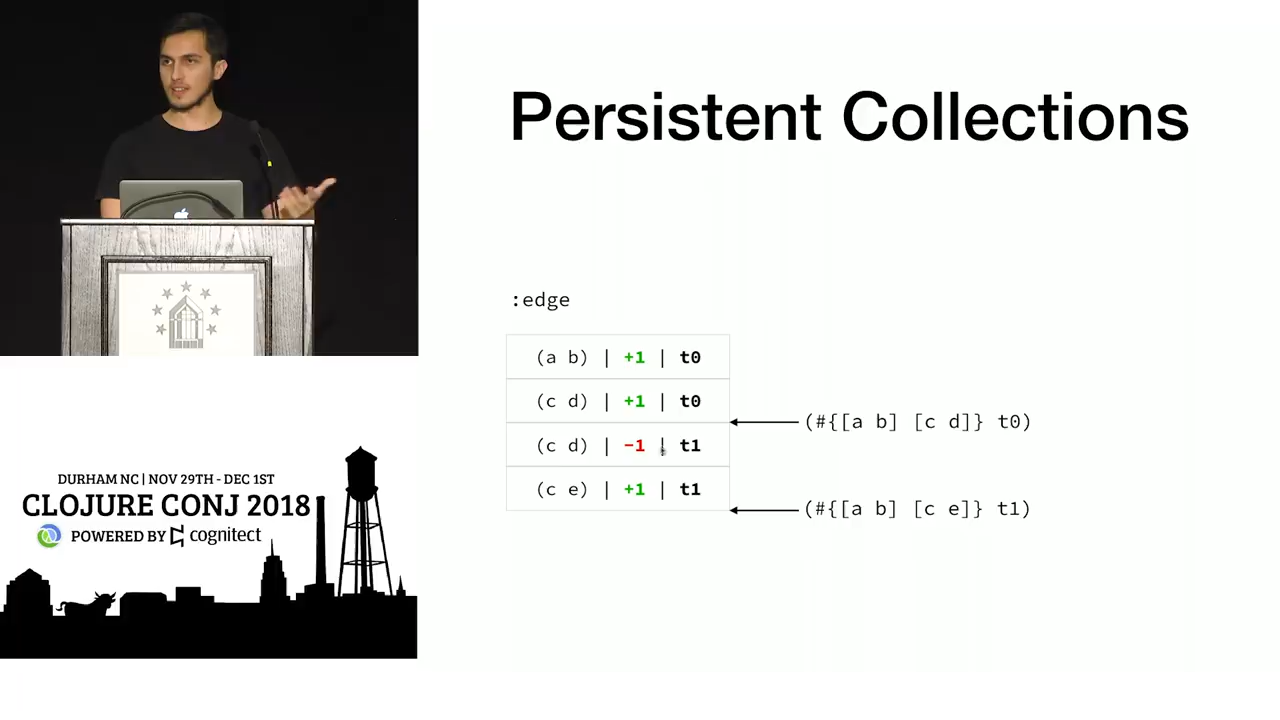 Persistent Collections
:edge
(a b) | +1 | t0
(c d) | +1 | t0
(#{[a b] [c d]} t0)
(c d) | −1 | t1
(c e) | +1 | t1
(#{[a b] [c e]} t1)
DURHAM NC | NOV 29TH - DEC 1ST
CLOJURE CONJ 2018
POWERED BY cognitect